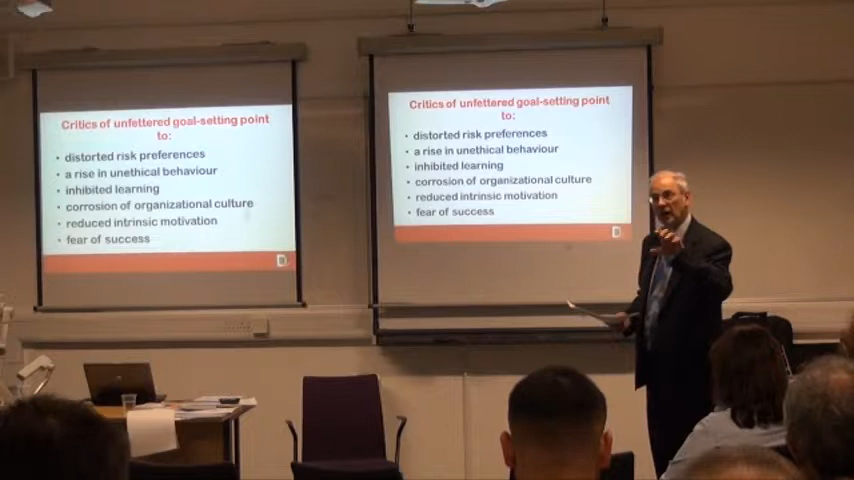 Critics of unfettered goal-setting point
to:
• distorted risk preferences
• a rise in unethical behaviour
• inhibited learning
• corrosion of organizational culture
• reduced intrinsic motivation
• fear of success
Critics of unfettered goal-setting point
to:
• distorted risk preferences
• a rise in unethical behaviour
• inhibited learning
• corrosion of organizational culture
• reduced intrinsic motivation
• fear of success